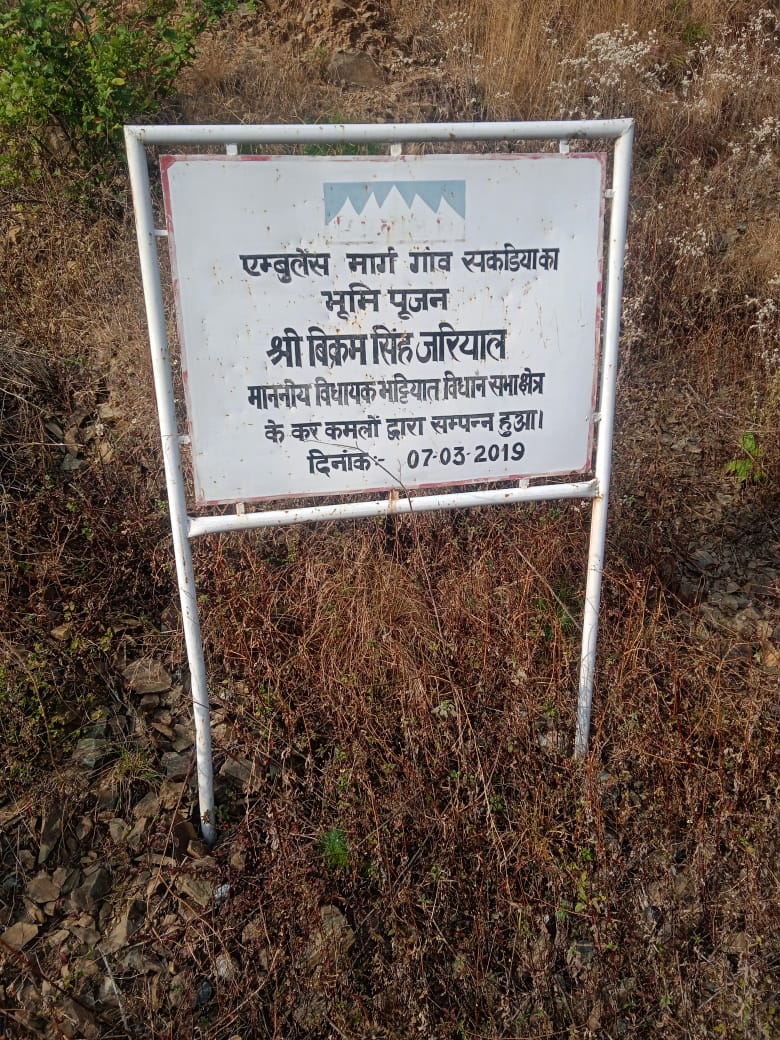 एम्बुलेंस मार्ग गांव सकडियाका
भूमि पूजन
श्री बिक्रम सिंह जरियाल
माननीय विधायक भट्टियात विधान सभा क्षेत्र
के कर कमलों द्वारा सम्पन्न हुआ।
दिनांक:- 07-03-2019